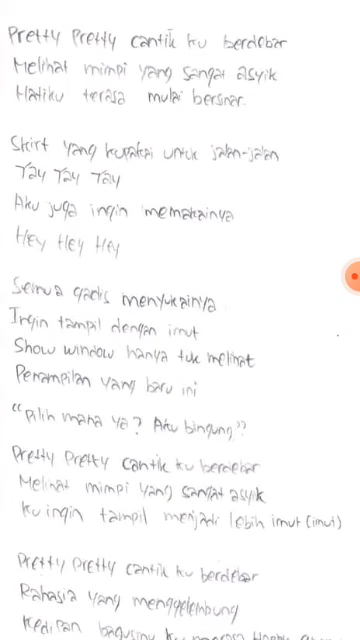 Pretty Pretty cantik ku berdebar
Melihat mimpi yang sangat asyik
Hatiku terasa mulai bersinar.
Skirt yang kupakai untuk jalan-jalan
Tay Tay Tay
Aku juga ingin memakainya
Hey Hey Hey
Semua gadis menyukainya
Ingin tampil dengan imut
Show window hanya tuk melihat
Penampilan yang baru ini
"Pilih mana ya? Aku bingung"?
Pretty Pretty cantik ku berdebar
Melihat mimpi yang sangat asyik
Ku ingin tampil menjadi lebih imut (imut)
Pretty Pretty cantik ku berdebar
Rahasia yang menggelembung
Kedipan